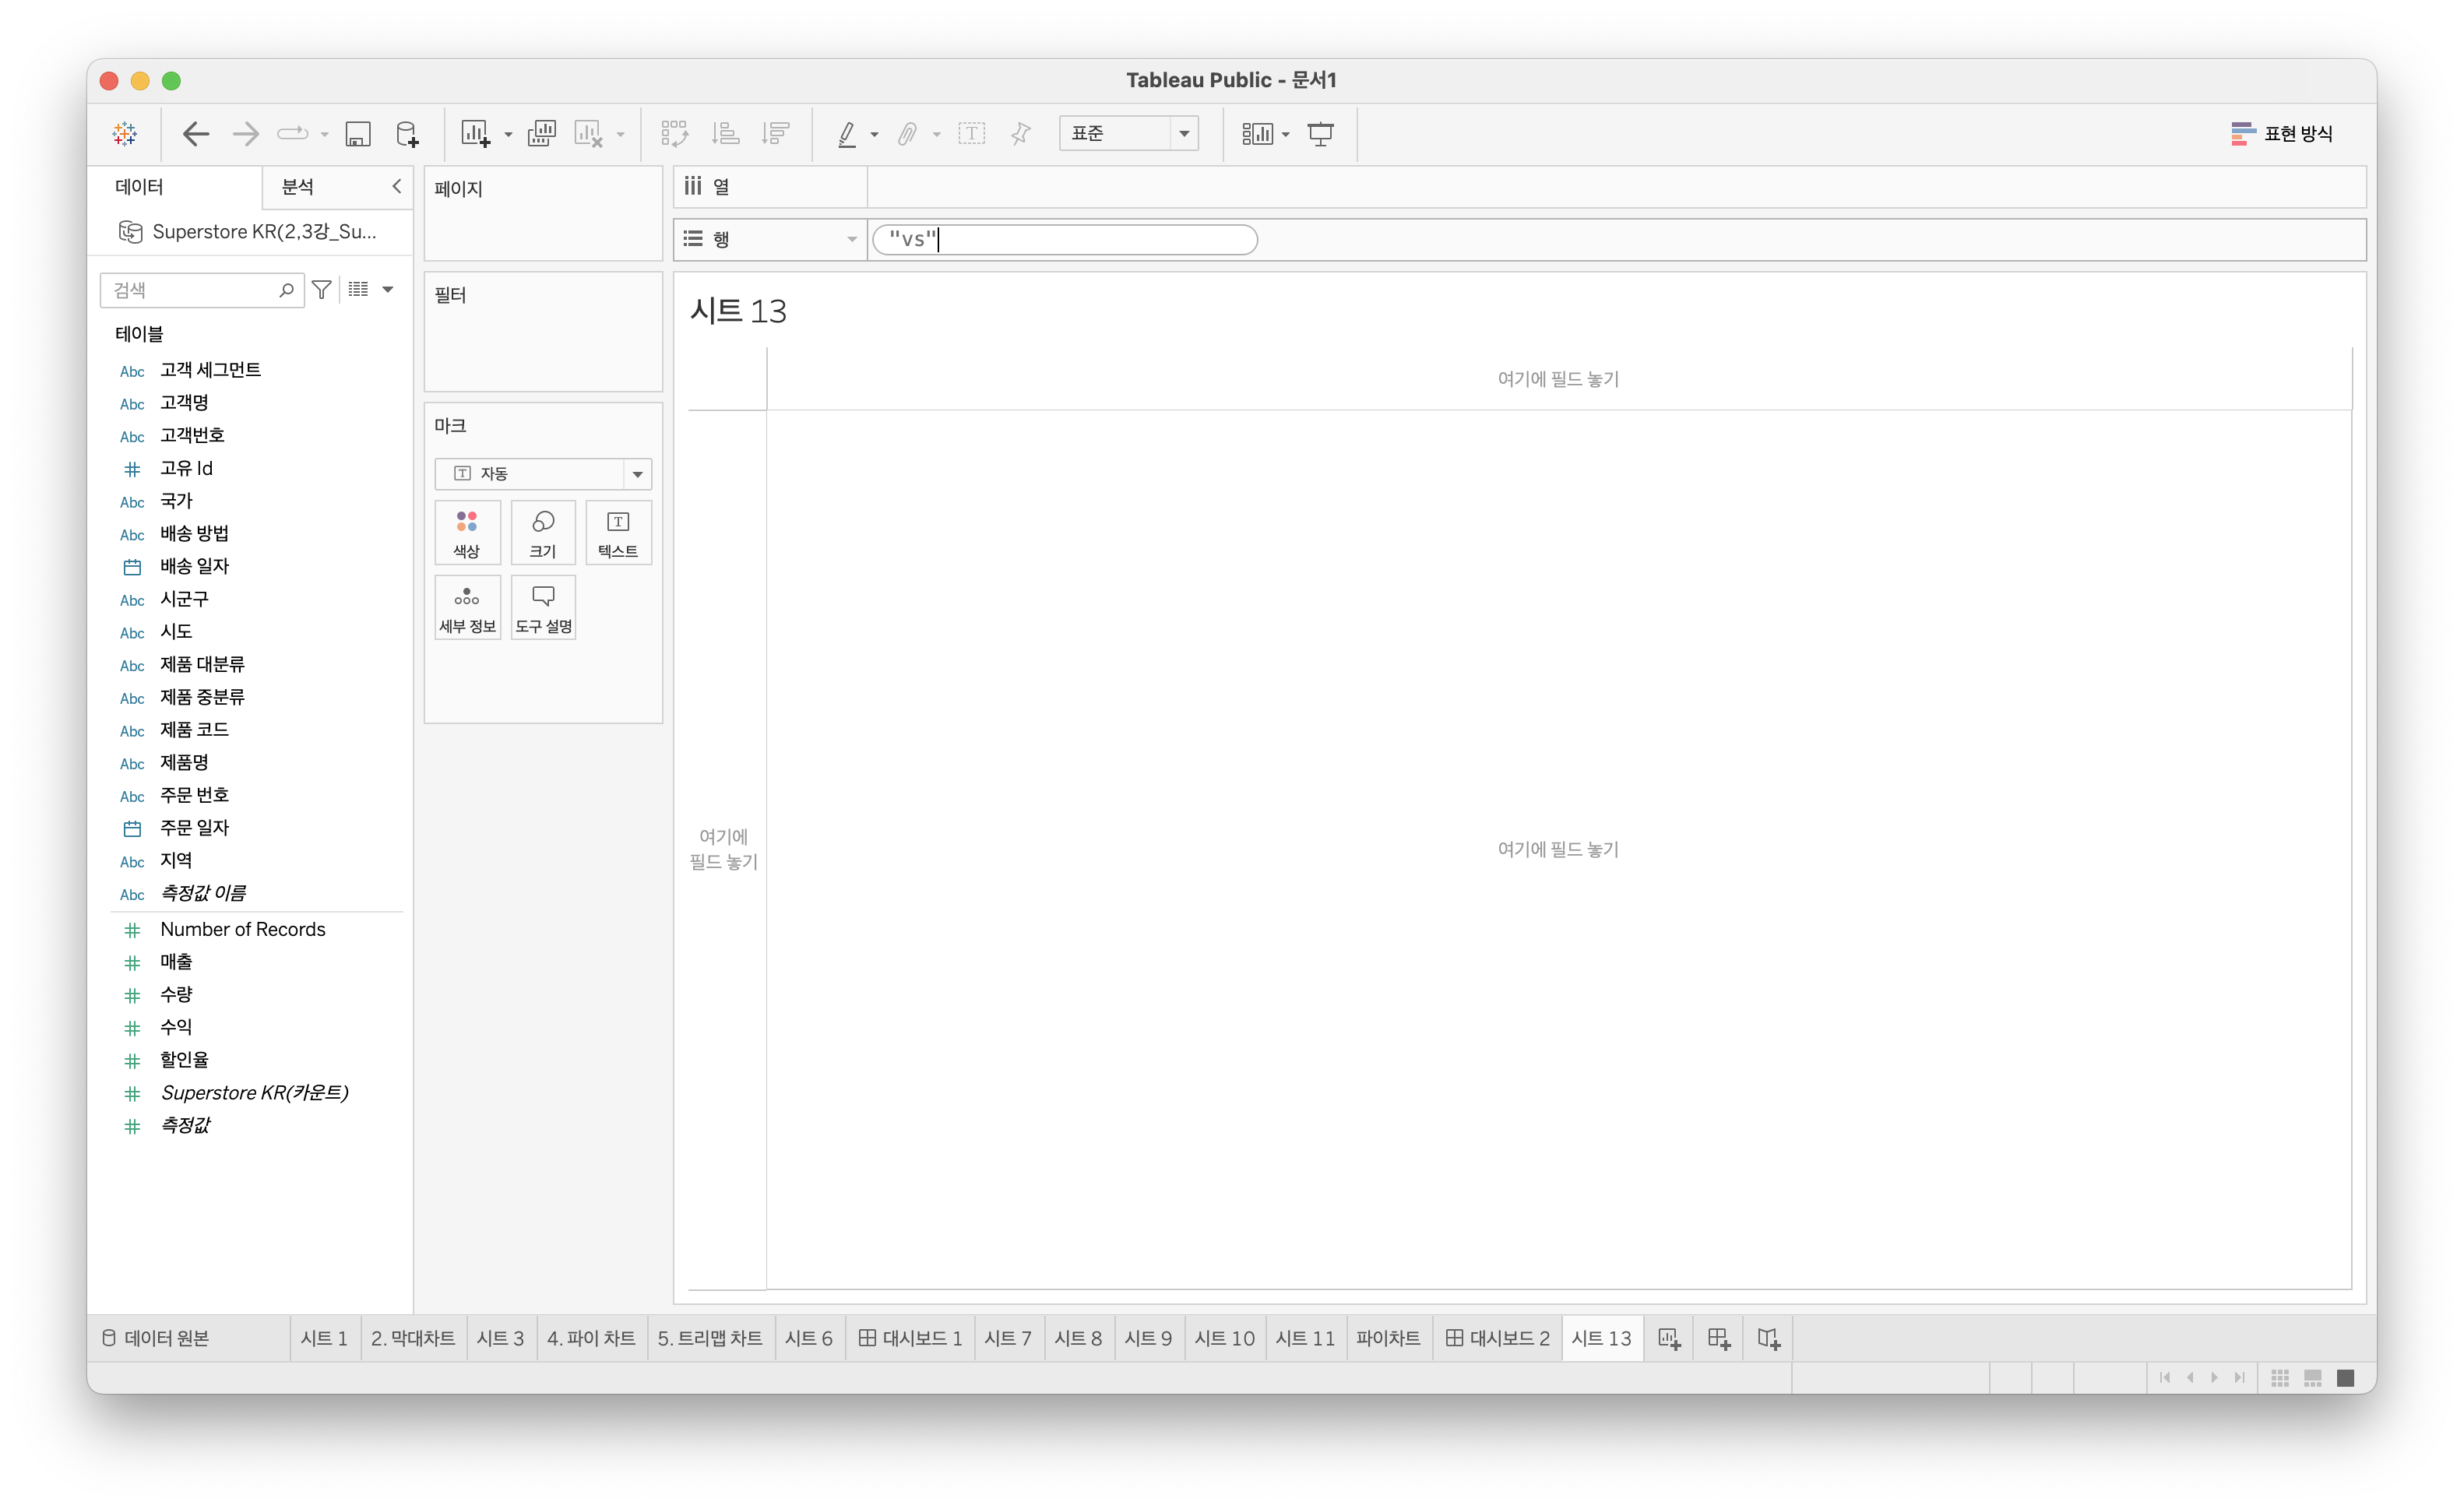 Tableau Public - 문서1
표준
표현 방식
데이터
분석
Superstore KR(2,3강_Su...
검색
테이블
Abc 고객 세그먼트
Abc 고객명
Abc 고객번호
고유 Id
Abc 국가
Abc 배송 방법
배송 일자
Abc 시군구
Abc 시도
Abc 제품 대분류
Abc 제품 중분류
Abc 제품 코드
Abc 제품명
Abc 주문 번호
주문 일자
Abc 지역
Abc 측정값 이름
Number of Records
매출
수량
수익
할인율
Superstore KR(카운트)
측정값
페이지
필터
마크
자동
색상 크기 텍스트
세부 정보 도구 설명
열
행 "vs"
시트 13
여기에 필드 놓기
여기에
필드 놓기
여기에 필드 놓기
데이터 원본 시트 1 2. 막대차트 시트 3 4. 파이 차트 5. 트리맵 차트 시트 6 대시보드 1 시트 7 시트 8 시트 9 시트 10 시트 11 파이차트 대시보드 2 시트 13